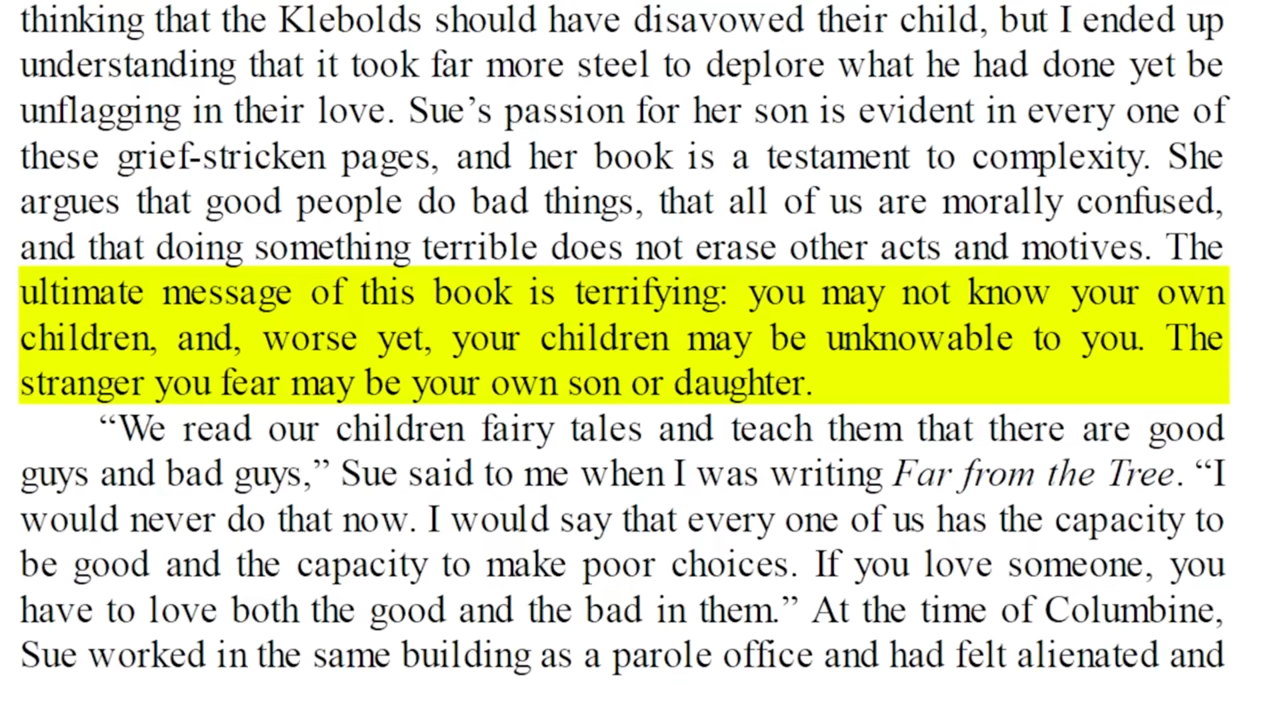 thinking that the Klebolds should have disavowed their child, but I ended up
understanding that it took far more steel to deplore what he had done yet be
unflagging in their love. Sue’s passion for her son is evident in every one of
these grief-stricken pages, and her book is a testament to complexity. She
argues that good people do bad things, that all of us are morally confused,
and that doing something terrible does not erase other acts and motives. The
ultimate message of this book is terrifying: you may not know your own
children, and, worse yet, your children may be unknowable to you. The
stranger you fear may be your own son or daughter.
“We read our children fairy tales and teach them that there are good
guys and bad guys,” Sue said to me when I was writing Far from the Tree. “I
would never do that now. I would say that every one of us has the capacity to
be good and the capacity to make poor choices. If you love someone, you
have to love both the good and the bad in them.” At the time of Columbine,
Sue worked in the same building as a parole office and had felt alienated and